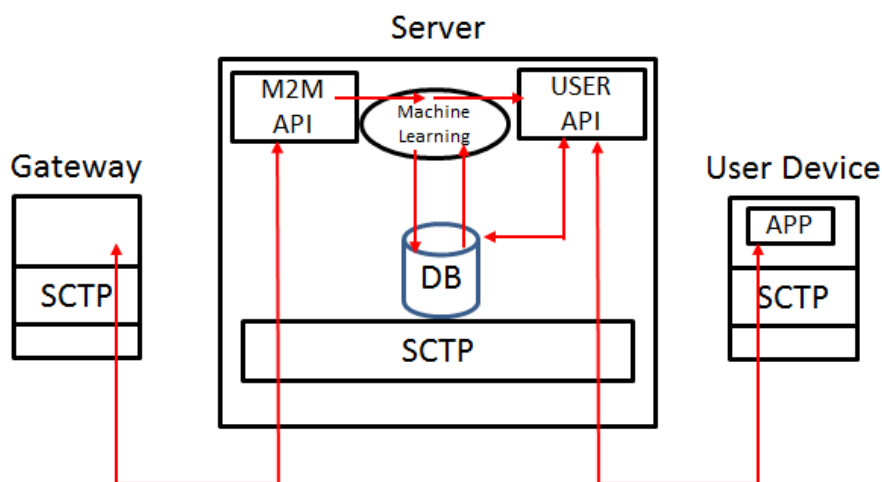 Server
M2M
API
Machine
Learning
USER
API
Gateway
User Device
APP
SCTP
DB
SCTP
SCTP